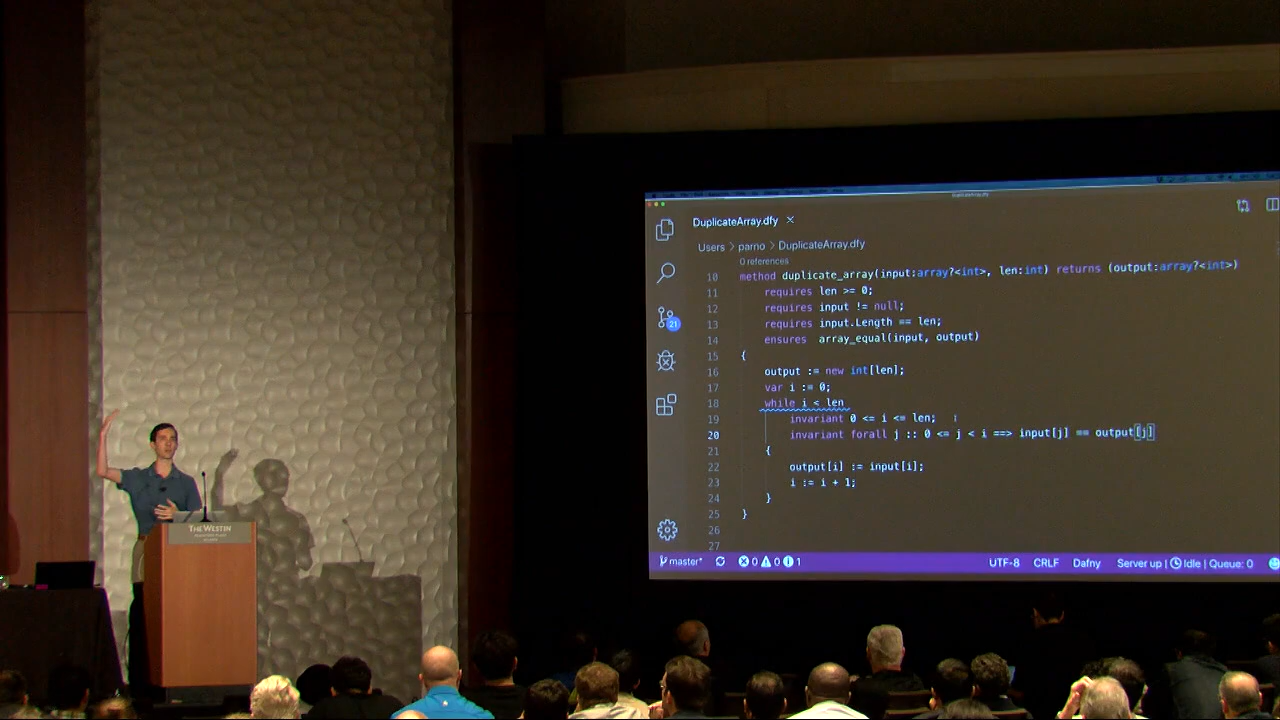 DuplicateArray.dfy ×
Users > parno > DuplicateArray.dfy
0 references
10 method duplicate_array(input:array?<int>, len:int) returns (output:array?<int>)
11 requires len >= 0;
12 requires input != null;
13 requires input.Length == len;
14 ensures array_equal(input, output)
15 {
16 output := new int[len];
17 var i := 0;
18 while i < len
19 invariant 0 <= i <= len;
20 invariant forall j :: 0 <= j < i ==> input[j] == output[j]
21 {
22 output[i] := input[i];
23 i := i + 1;
24 }
25 }
26
27
21
master* 0 0 1 UTF-8 CRLF Dafny Server up | Idle | Queue: 0
THE WESTIN